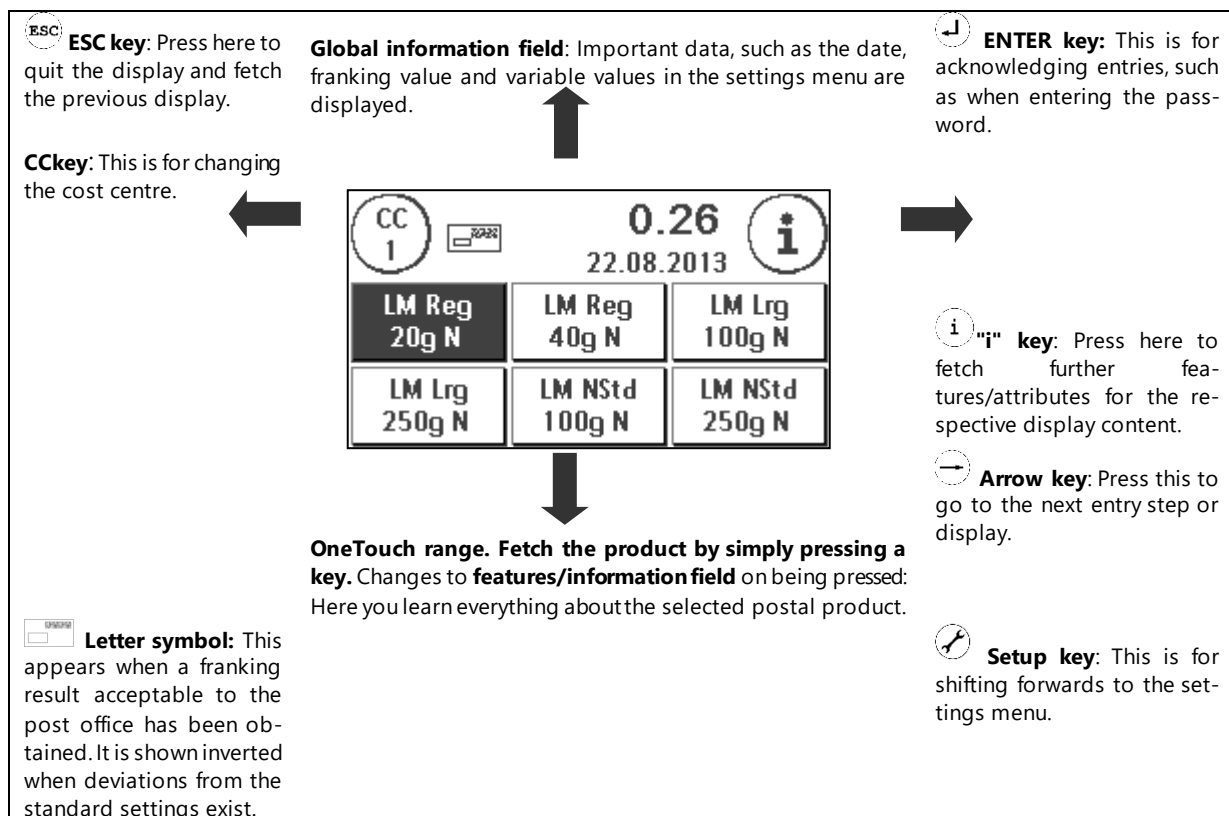 ESC ESC key: Press here to
quit the display and fetch
the previous display.
CCkey: This is for changing
the cost centre.
Global information field: Important data, such as the date,
franking value and variable values in the settings menu are
displayed.
ENTER key: This is for
acknowledging entries, such
as when entering the pass-
word.
CC
1
0.26
22.08.2013
i
LM Reg
20g N
LM Reg
40g N
LM Lrg
100g N
LM Lrg
250g N
LM NStd
100g N
LM NStd
250g N
i "i" key: Press here to
fetch further fea-
tures/attributes for the re-
spective display content.
Arrow key: Press this to
go to the next entry step or
display.
OneTouch range. Fetch the product by simply pressing a
key. Changes to features/information field on being pressed:
Here you learn everything about the selected postal product.
Letter symbol: This
appears when a franking
result acceptable to the
post office has been ob-
tained. It is shown inverted
when deviations from the
standard settings exist.
Setup key: This is for
shifting forwards to the set-
tings menu.